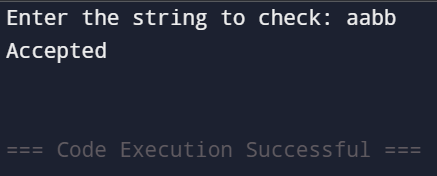 Enter the string to check: aabb
Accepted
=== Code Execution Successful ===